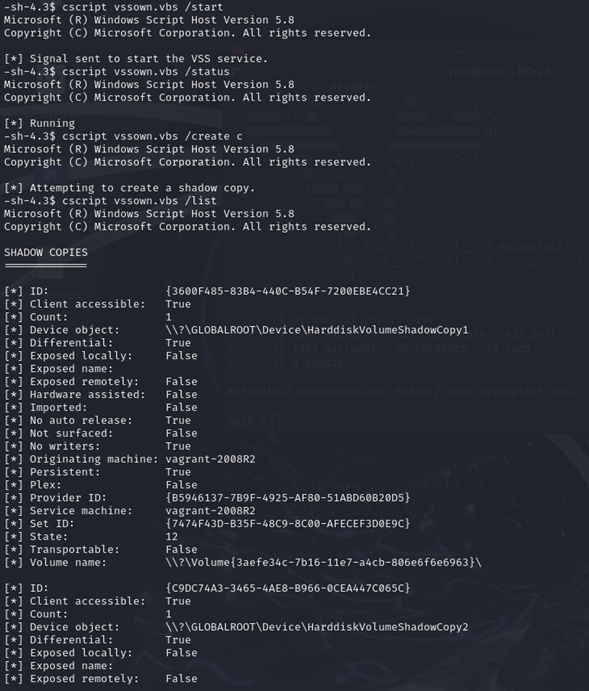 -sh-4.3$ cscript vssown.vbs /start
Microsoft (R) Windows Script Host Version 5.8
Copyright (C) Microsoft Corporation. All rights reserved.

[*] Signal sent to start the VSS service.
-sh-4.3$ cscript vssown.vbs /status
Microsoft (R) Windows Script Host Version 5.8
Copyright (C) Microsoft Corporation. All rights reserved.

[*] Running
-sh-4.3$ cscript vssown.vbs /create c
Microsoft (R) Windows Script Host Version 5.8
Copyright (C) Microsoft Corporation. All rights reserved.

[*] Attempting to create a shadow copy.
-sh-4.3$ cscript vssown.vbs /list
Microsoft (R) Windows Script Host Version 5.8
Copyright (C) Microsoft Corporation. All rights reserved.

SHADOW COPIES
=============

[*] ID:                  {3600F485-83B4-440C-B54F-7200EBE4CC21}
[*] Client accessible:   True
[*] Count:               1
[*] Device object:       \\?\GLOBALROOT\Device\HarddiskVolumeShadowCopy1
[*] Differential:        True
[*] Exposed locally:     False
[*] Exposed name:
[*] Exposed remotely:    False
[*] Hardware assisted:   False
[*] Imported:            False
[*] No auto release:     True
[*] Not surfaced:        False
[*] No writers:          True
[*] Originating machine: vagrant-2008R2
[*] Persistent:          True
[*] Plex:                False
[*] Provider ID:         {B5946137-7B9F-4925-AF80-51ABD60B20D5}
[*] Service machine:     vagrant-2008R2
[*] Set ID:              {7474F43D-B35F-48C9-8C00-AFECEF3D0E9C}
[*] State:               12
[*] Transportable:       False
[*] Volume name:         \\?\Volume{3aefe34c-7b16-11e7-a4cb-806e6f6e6963}\

[*] ID:                  {C9DC74A3-3465-4AE8-B966-0CEA447C065C}
[*] Client accessible:   True
[*] Count:               1
[*] Device object:       \\?\GLOBALROOT\Device\HarddiskVolumeShadowCopy2
[*] Differential:        True
[*] Exposed locally:     False
[*] Exposed name:
[*] Exposed remotely:    False